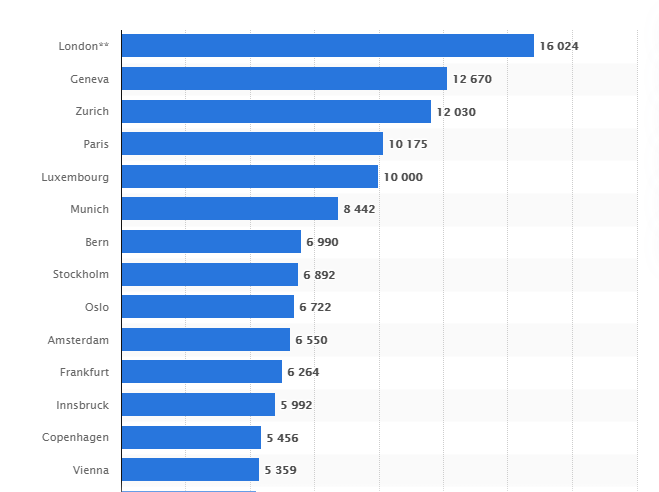 London** 16 024
Geneva 12 670
Zurich 12 030
Paris 10 175
Luxembourg 10 000
Munich 8 442
Bern 6 990
Stockholm 6 892
Oslo 6 722
Amsterdam 6 550
Frankfurt 6 264
Innsbruck 5 992
Copenhagen 5 456
Vienna 5 359